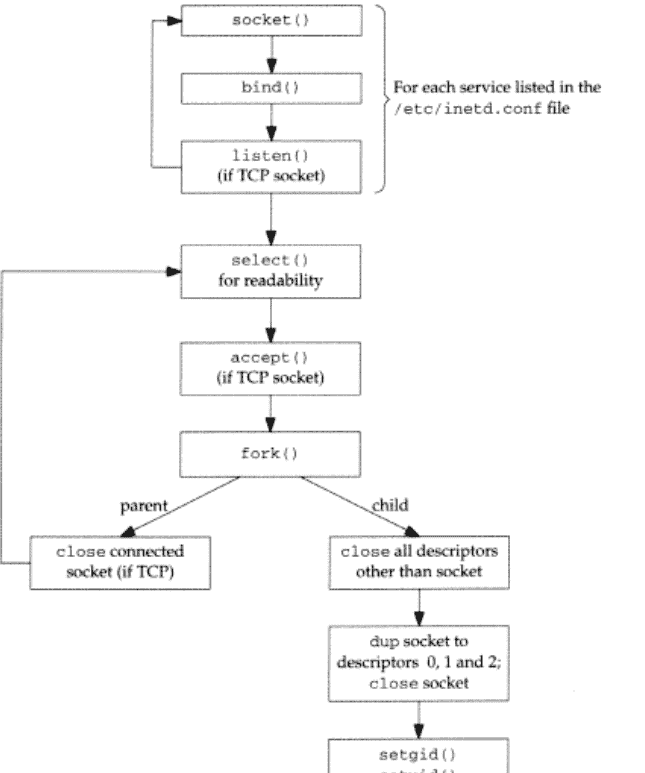 socket()
bind()
For each service listed in the
/etc/inetd.conf file
listen()
(if TCP socket)
select()
for readability
accept()
(if TCP socket)
fork()
parent
child
close connected
socket (if TCP)
close all descriptors
other than socket
dup socket to
descriptors 0, 1 and 2;
close socket
setgid()